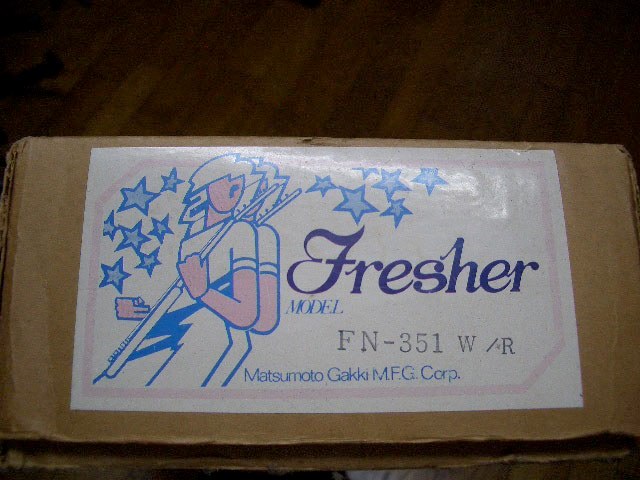 Fresher
MODEL
FN-351 W/R
Matsumoto Gakki M.F.G. Corp.